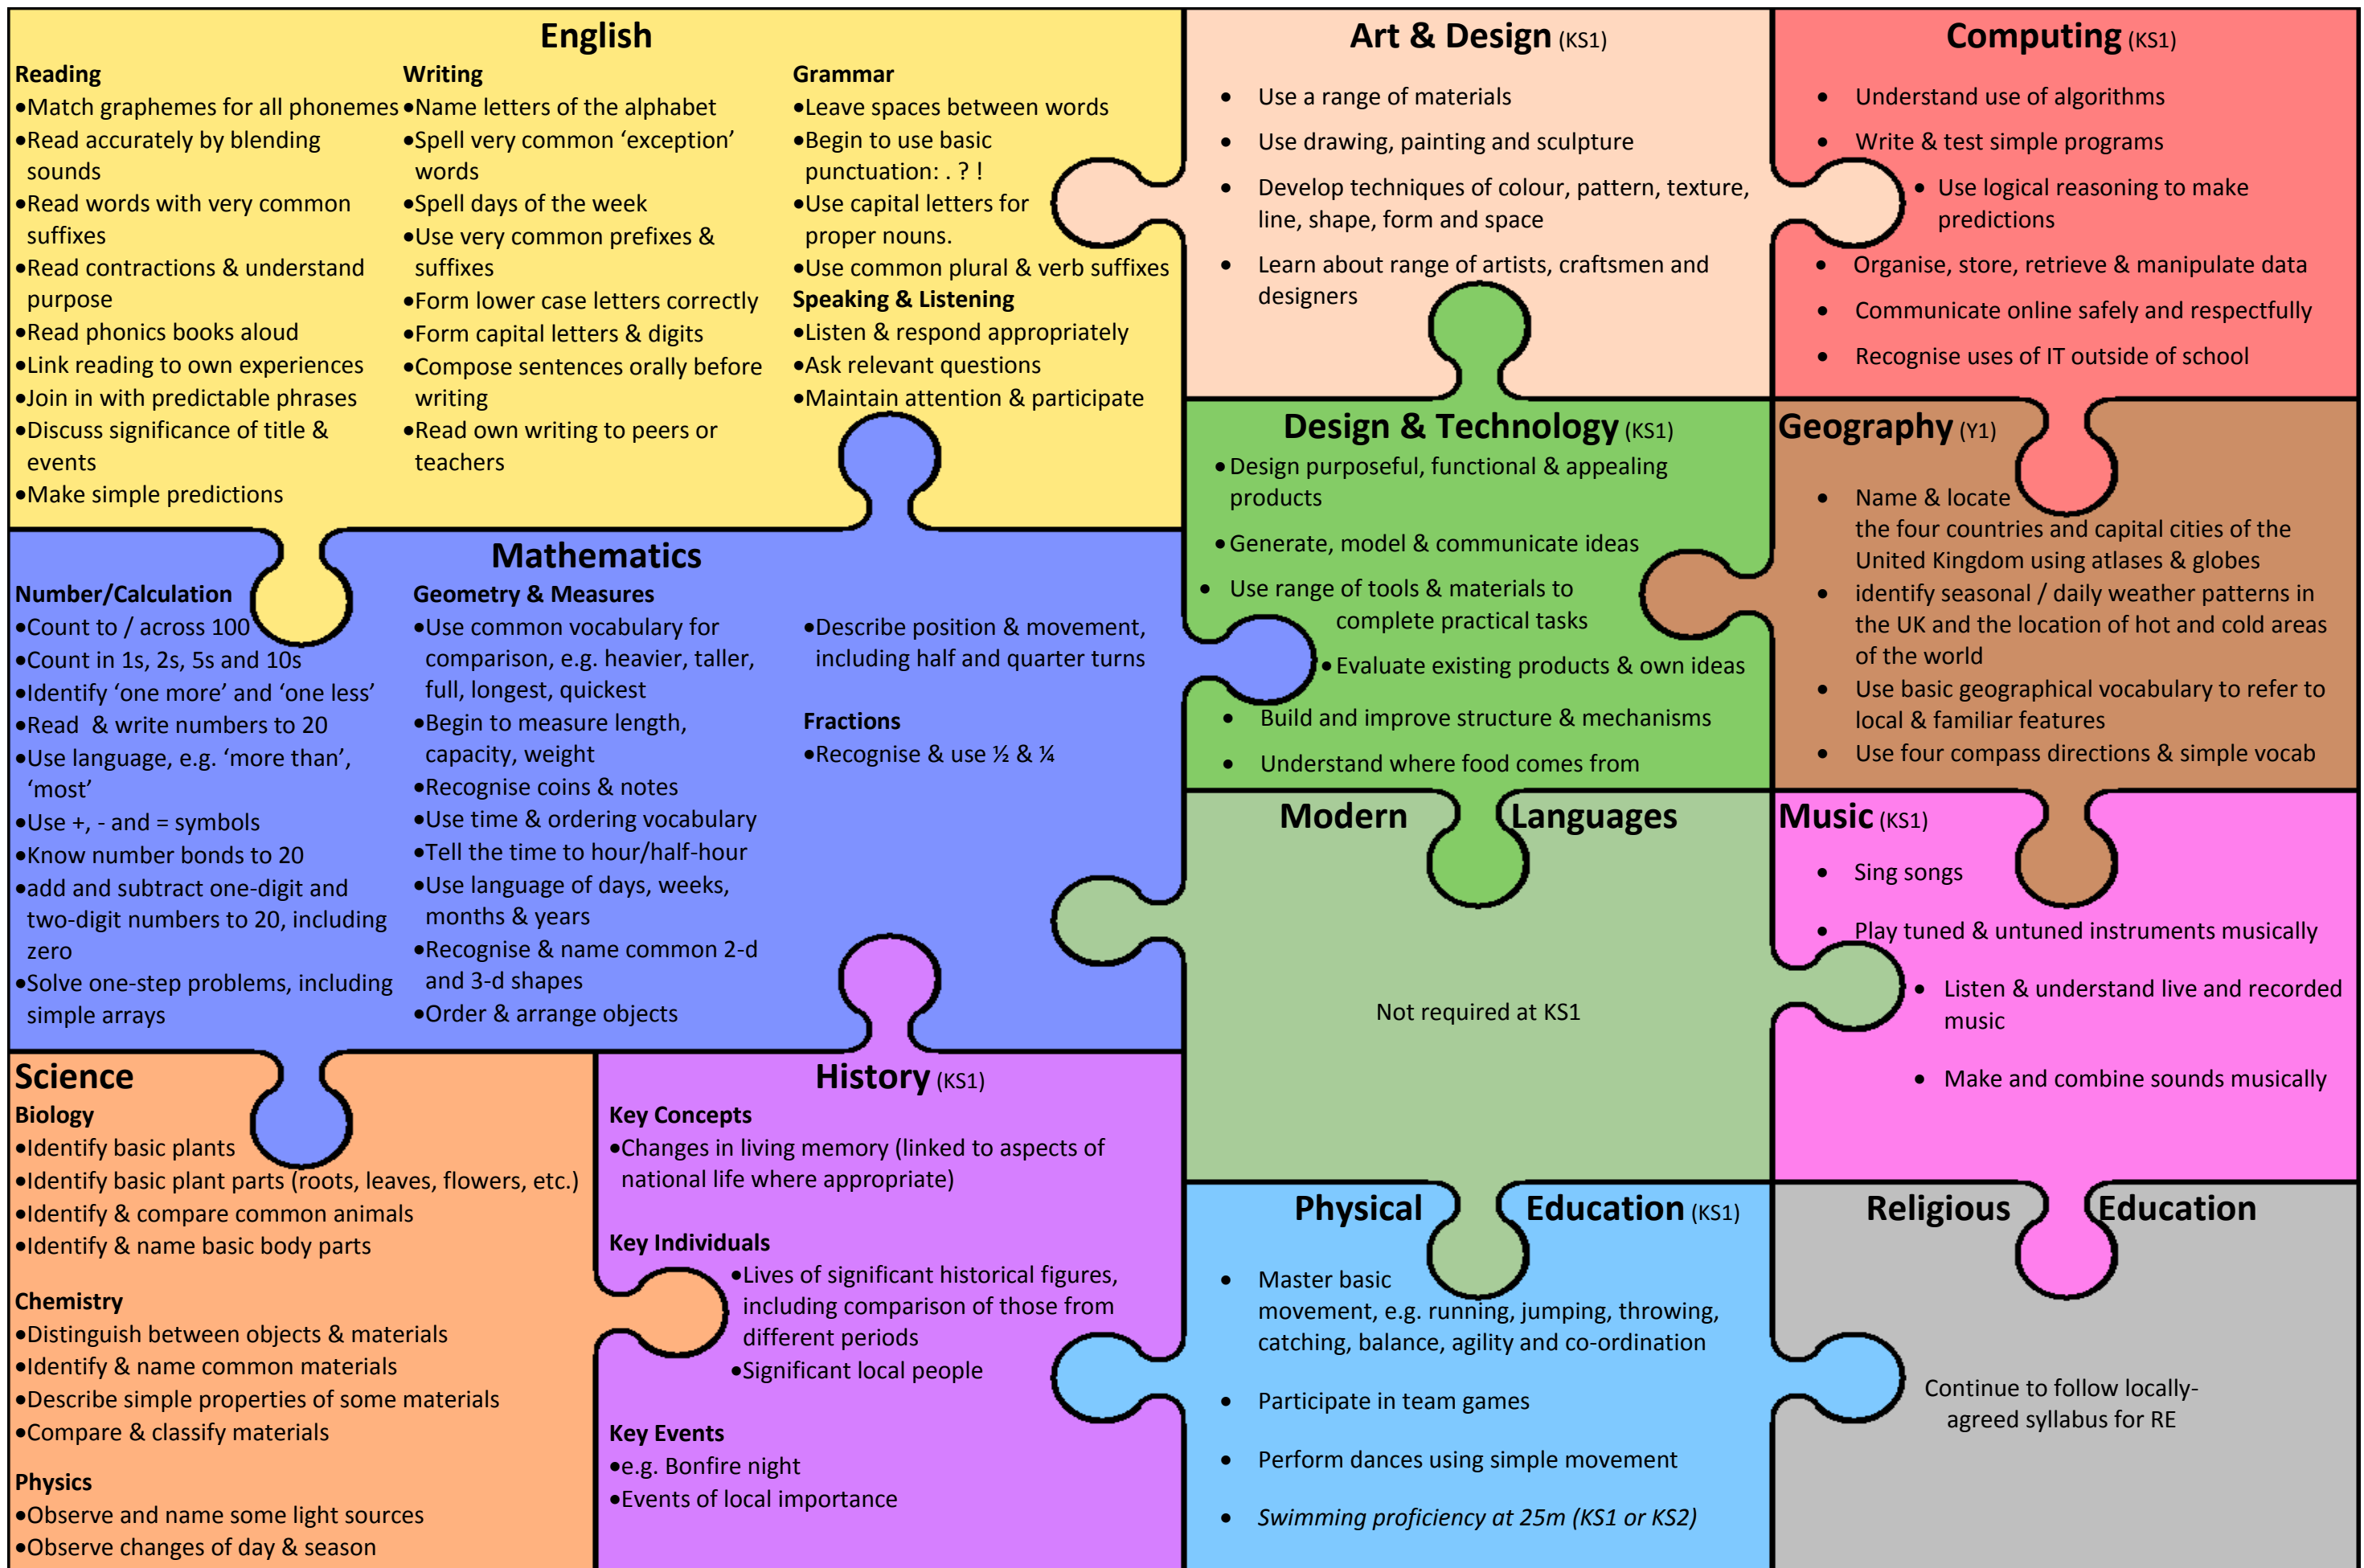 English
Reading
•Match graphemes for all phonemes
•Read accurately by blending
sounds
•Read words with very common
suffixes
•Read contractions & understand
purpose
•Read phonics books aloud
•Link reading to own experiences
•Join in with predictable phrases
•Discuss significance of title &
events
•Make simple predictions
Writing
•Name letters of the alphabet
•Spell very common ‘exception’
words
•Spell days of the week
•Use very common prefixes &
suffixes
•Form lower case letters correctly
•Form capital letters & digits
•Compose sentences orally before
writing
•Read own writing to peers or
teachers
Grammar
•Leave spaces between words
•Begin to use basic
punctuation: . ? !
•Use capital letters for
proper nouns.
•Use common plural & verb suffixes
Speaking & Listening
•Listen & respond appropriately
•Ask relevant questions
•Maintain attention & participate
Art & Design (KS1)
• Use a range of materials
• Use drawing, painting and sculpture
• Develop techniques of colour, pattern, texture,
line, shape, form and space
• Learn about range of artists, craftsmen and
designers
Computing (KS1)
• Understand use of algorithms
• Write & test simple programs
• Use logical reasoning to make
predictions
• Organise, store, retrieve & manipulate data
• Communicate online safely and respectfully
• Recognise uses of IT outside of school
Mathematics
Number/Calculation
•Count to / across 100
•Count in 1s, 2s, 5s and 10s
•Identify ‘one more’ and ‘one less’
•Read & write numbers to 20
•Use language, e.g. ‘more than’,
‘most’
•Use +, - and = symbols
•Know number bonds to 20
•add and subtract one-digit and
two-digit numbers to 20, including
zero
•Solve one-step problems, including
simple arrays
Geometry & Measures
•Use common vocabulary for
comparison, e.g. heavier, taller,
full, longest, quickest
•Begin to measure length,
capacity, weight
•Recognise coins & notes
•Use time & ordering vocabulary
•Tell the time to hour/half-hour
•Use language of days, weeks,
months & years
•Recognise & name common 2-d
and 3-d shapes
•Order & arrange objects
•Describe position & movement,
including half and quarter turns
Fractions
•Recognise & use ½ & ¼
Design & Technology (KS1)
• Design purposeful, functional & appealing
products
• Generate, model & communicate ideas
• Use range of tools & materials to
complete practical tasks
• Evaluate existing products & own ideas
• Build and improve structure & mechanisms
• Understand where food comes from
Geography (Y1)
• Name & locate
the four countries and capital cities of the
United Kingdom using atlases & globes
• identify seasonal / daily weather patterns in
the UK and the location of hot and cold areas
of the world
• Use basic geographical vocabulary to refer to
local & familiar features
• Use four compass directions & simple vocab
Modern Languages
Not required at KS1
Music (KS1)
• Sing songs
• Play tuned & untuned instruments musically
• Listen & understand live and recorded
music
• Make and combine sounds musically
Science
Biology
•Identify basic plants
•Identify basic plant parts (roots, leaves, flowers, etc.)
•Identify & compare common animals
•Identify & name basic body parts
Chemistry
•Distinguish between objects & materials
•Identify & name common materials
•Describe simple properties of some materials
•Compare & classify materials
Physics
•Observe and name some light sources
•Observe changes of day & season
History (KS1)
Key Concepts
•Changes in living memory (linked to aspects of
national life where appropriate)
Key Individuals
•Lives of significant historical figures,
including comparison of those from
different periods
•Significant local people
Key Events
•e.g. Bonfire night
•Events of local importance
Physical Education (KS1)
• Master basic
movement, e.g. running, jumping, throwing,
catching, balance, agility and co-ordination
• Participate in team games
• Perform dances using simple movement
• Swimming proficiency at 25m (KS1 or KS2)
Religious Education
Continue to follow locally-
agreed syllabus for RE